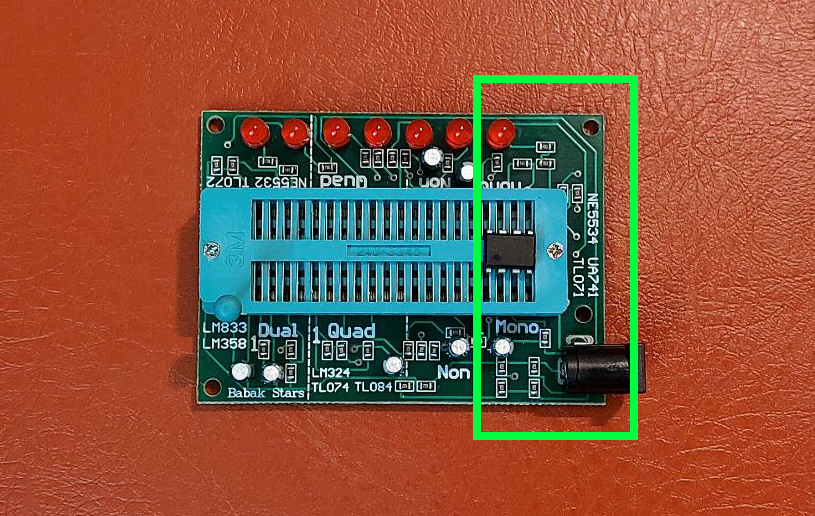 TL072
NE5532
Quad
Non
Mono
3M
NE5534 UA741
TL071
LM833
LM358
1
Dual
1
Quad
Mono
Non
LM324
TL074 TL084
Babak Stars